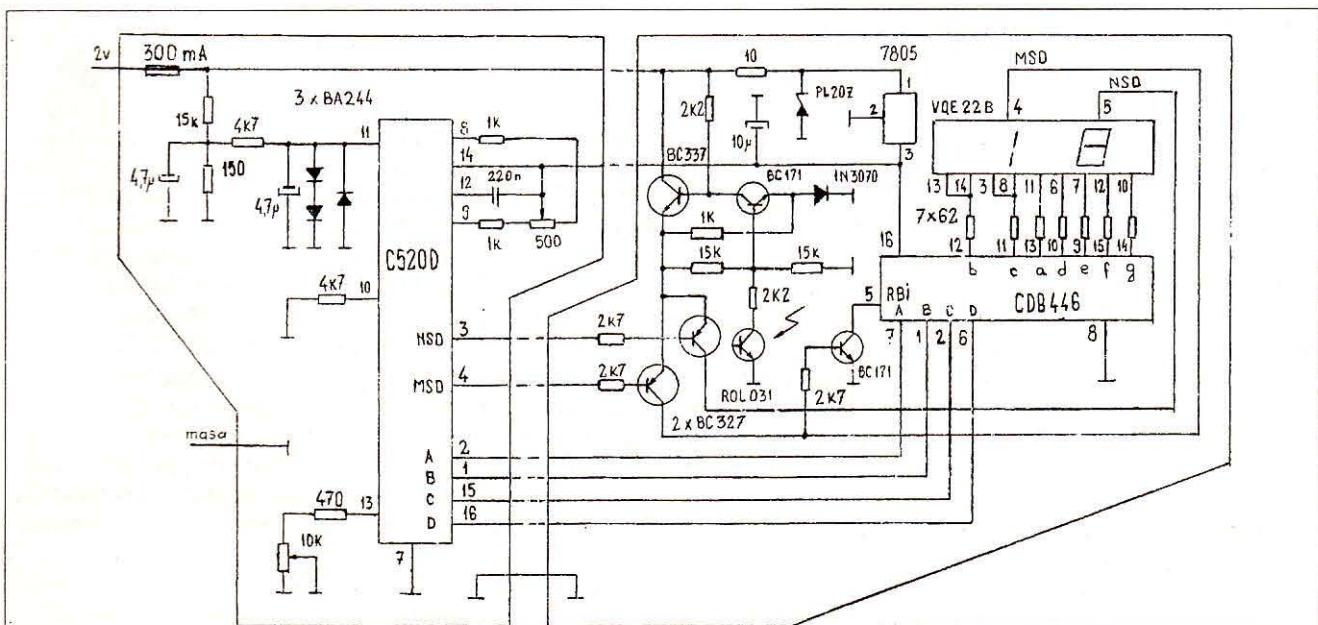 2v
300 mA
15k
4k7
4,7µ
150
4,7µ
3 x BA244
11
C520D
8
14
12
9
1k
220n
1k
500
4k7
10
NSD
3
MSD
4
masa
A
2
B
1
C
15
D
16
470
13
10k
7
10
7805
2k2
10µ
PL20Z
1
2
3
BC337
BC171
1N3070
1K
15k
15k
2K2
2k7
2K7
ROL031
BC171
2K7
2 x BC327
MSD
NSD
VQE22B
4
5
13
14
3
8
11
6
7
12
10
7x62
12
11
13
10
9
15
14
16
b
c
a
d
e
f
g
5
RBi
CDB446
A
B
C
D
7
1
2
6
8